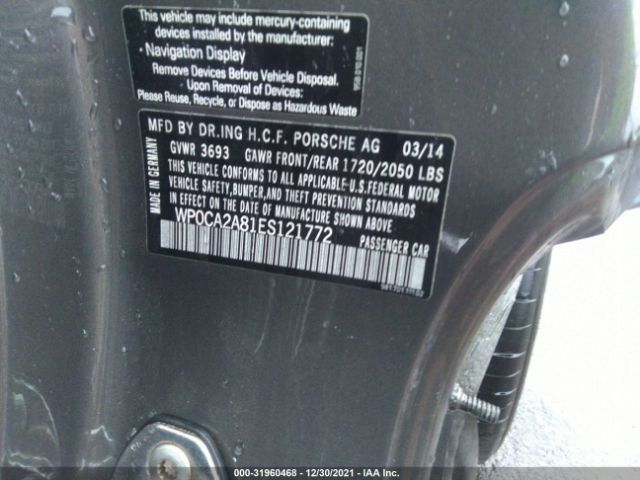 This vehicle may include mercury-containing
devices installed by the manufacturer:
· Navigation Display
Remove Devices Before Vehicle Disposal.
Upon Removal of Devices:
Please Reuse, Recycle, or Dispose as Hazardous Waste
958.010.001
MFD BY DR.ING H.C.F. PORSCHE AG 03/14
GVWR 3693 GAWR FRONT/REAR 1720/2050 LBS
THIS VEHICLE CONFORMS TO ALL APPLICABLE U.S.FEDERAL MOTOR
VEHICLE SAFETY,BUMPER,AND THEFT PREVENTION STANDARDS
IN EFFECT ON THE DATE OF MANUFACTURE SHOWN ABOVE.
WP0CA2A81ES121772 PASSENGER CAR
MADE IN GERMANY
000-31960468 - 12/30/2021 - IAA Inc.